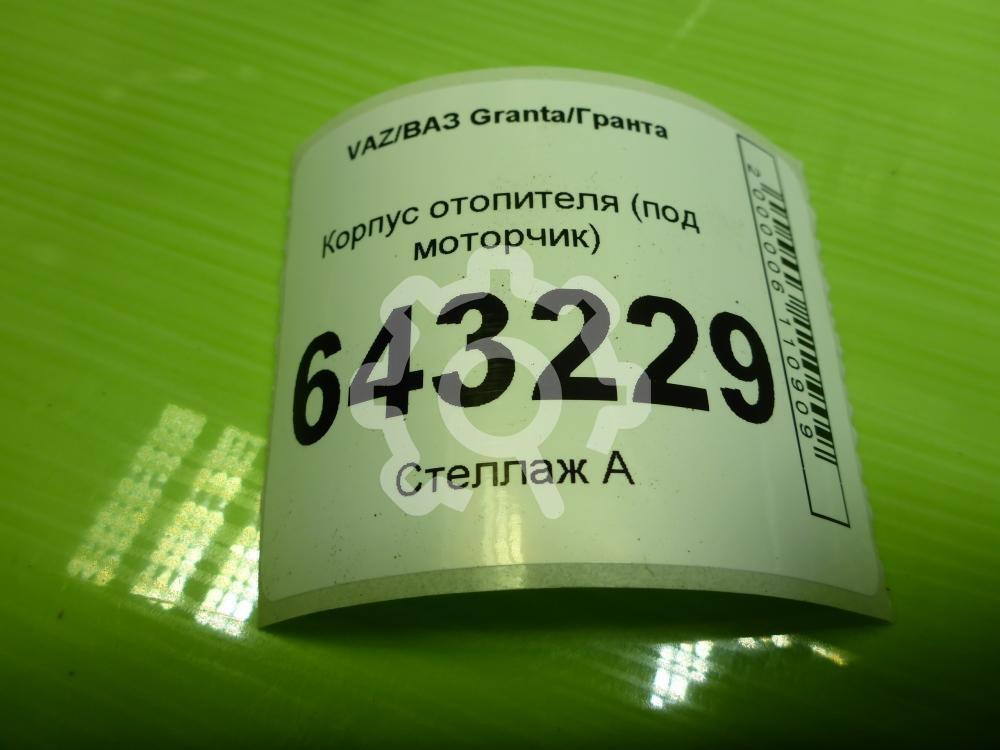 VAZ/ВАЗ Granta/Гранта
Корпус отопителя (под
моторчик)
643229
Стеллаж А
2000006110909